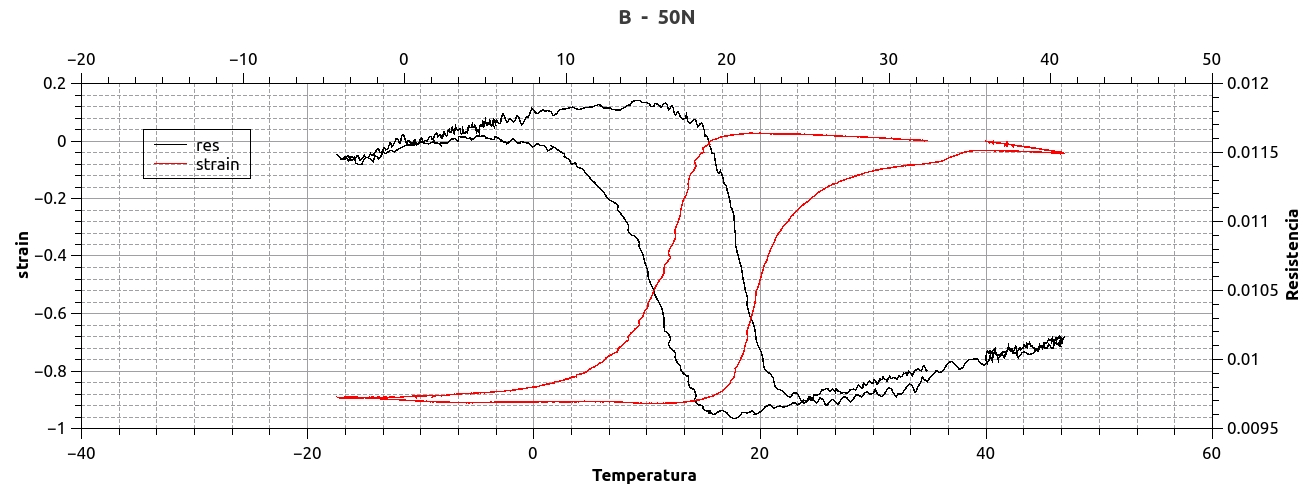 B - 50N
−20 −10 0 10 20 30 40 50
0.2 0.012
0 0.0115
−0.2 0.011
−0.4 0.0105
−0.6 0.01
−0.8 0.0095
−1
res
strain
strain
Resistencia
−40 −20 0 20 40 60
Temperatura